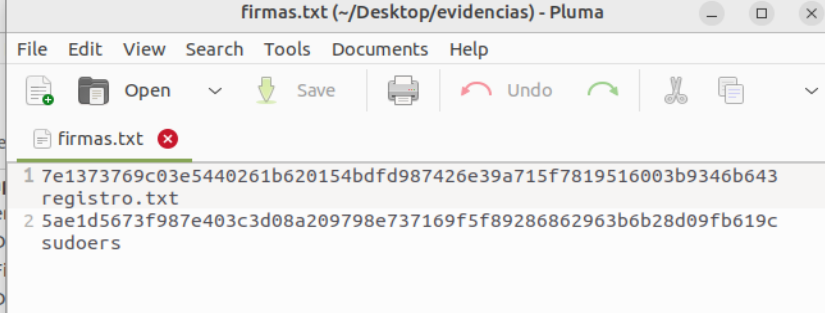 firmas.txt (~/Desktop/evidencias) - Pluma
File Edit View Search Tools Documents Help
Open Save Undo
firmas.txt
1 7e1373769c03e5440261b620154bdfd987426e39a715f7819516003b9346b643
registro.txt
2 5ae1d5673f987e403c3d08a209798e737169f5f89286862963b6b28d09fb619c
sudoers